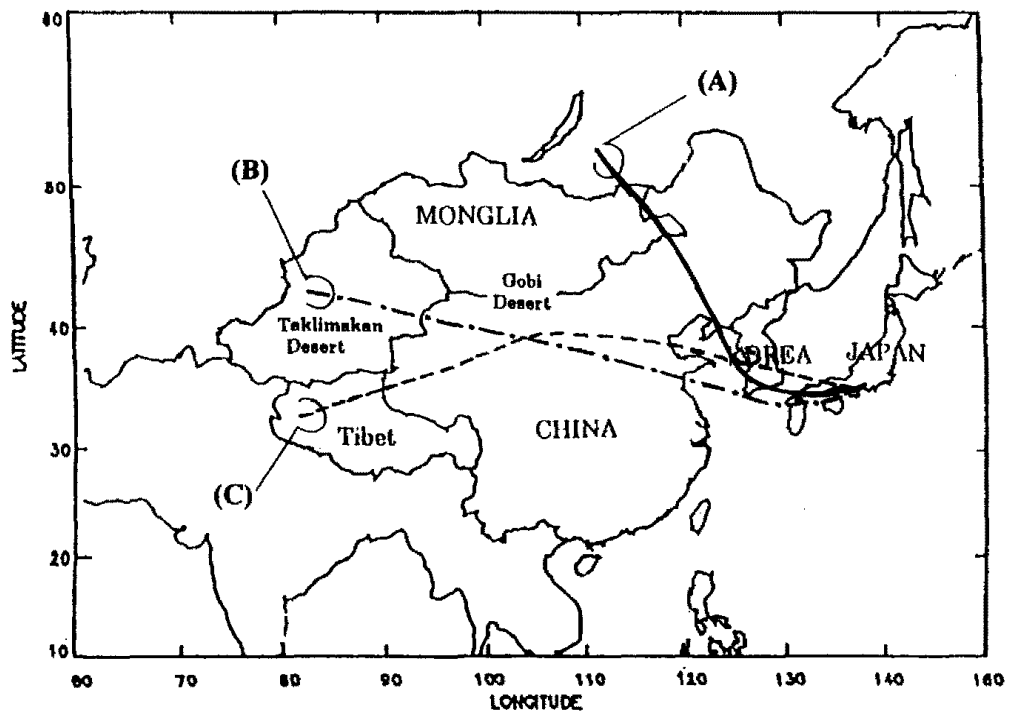 60
(A)
(B)
50
MONGLIA
Gobi
Desert
40
Taklimakan
Desert
KOREA
JAPAN
LATITUDE
CHINA
Tibet
30
(C)
20
10
60 70 80 90 100 110 120 130 140 150 160
LONGITUDE